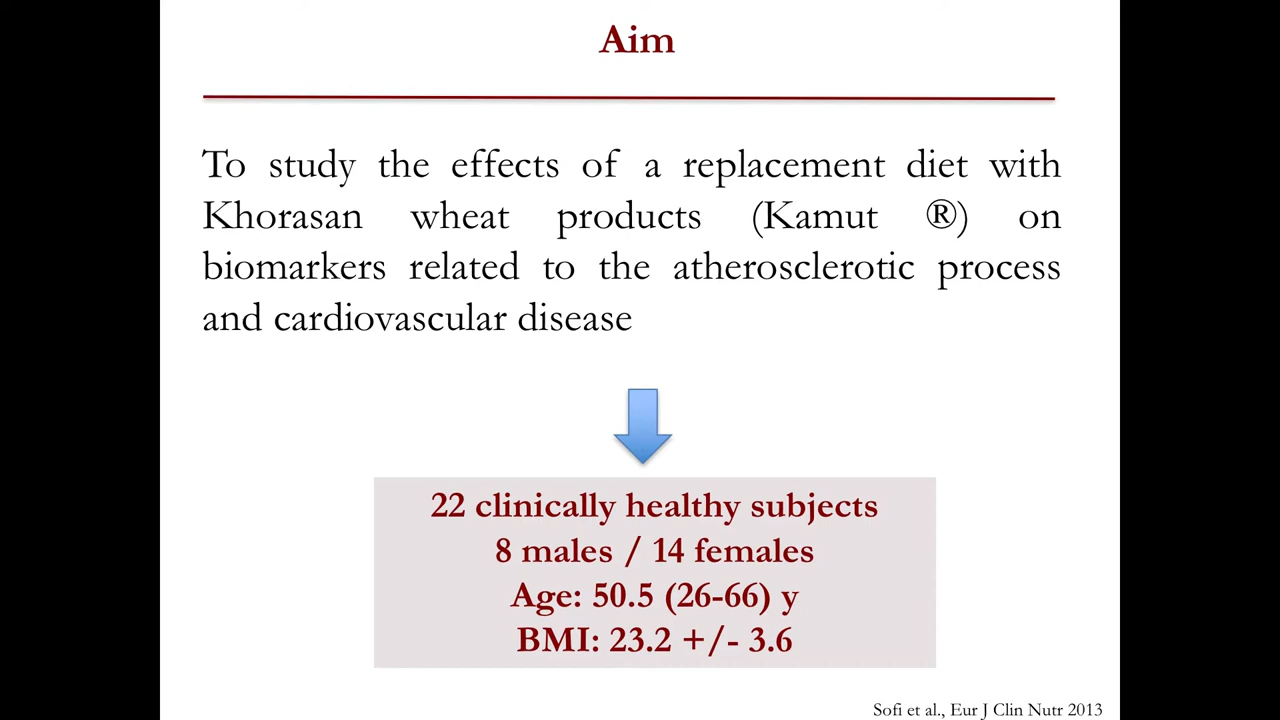 Aim
To study the effects of a replacement diet with
Khorasan wheat products (Kamut ®) on
biomarkers related to the atherosclerotic process
and cardiovascular disease
22 clinically healthy subjects
8 males / 14 females
Age: 50.5 (26-66) y
BMI: 23.2 +/- 3.6
Sofi et al., Eur J Clin Nutr 2013